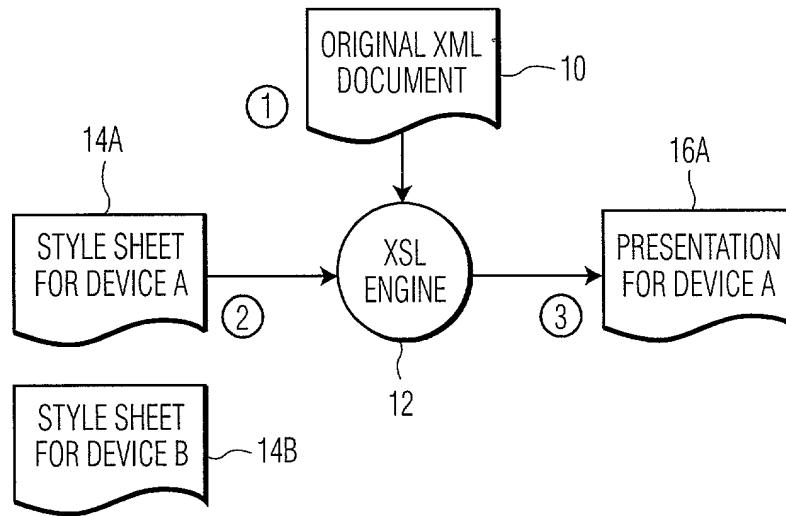 ORIGINAL XML
DOCUMENT
10
1
14A
16A
STYLE SHEET
FOR DEVICE A
XSL
ENGINE
PRESENTATION
FOR DEVICE A
2
3
12
STYLE SHEET
FOR DEVICE B
14B